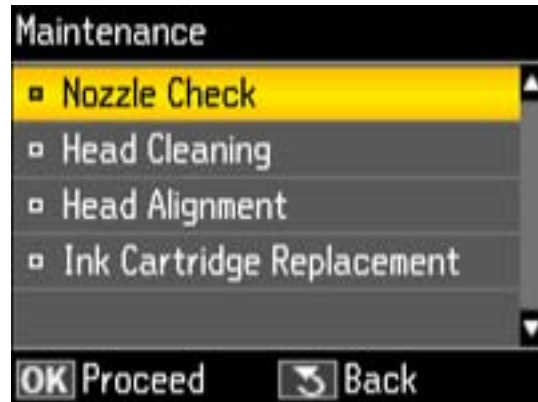 Maintenance
Nozzle Check
Head Cleaning
Head Alignment
Ink Cartridge Replacement
OK Proceed Back